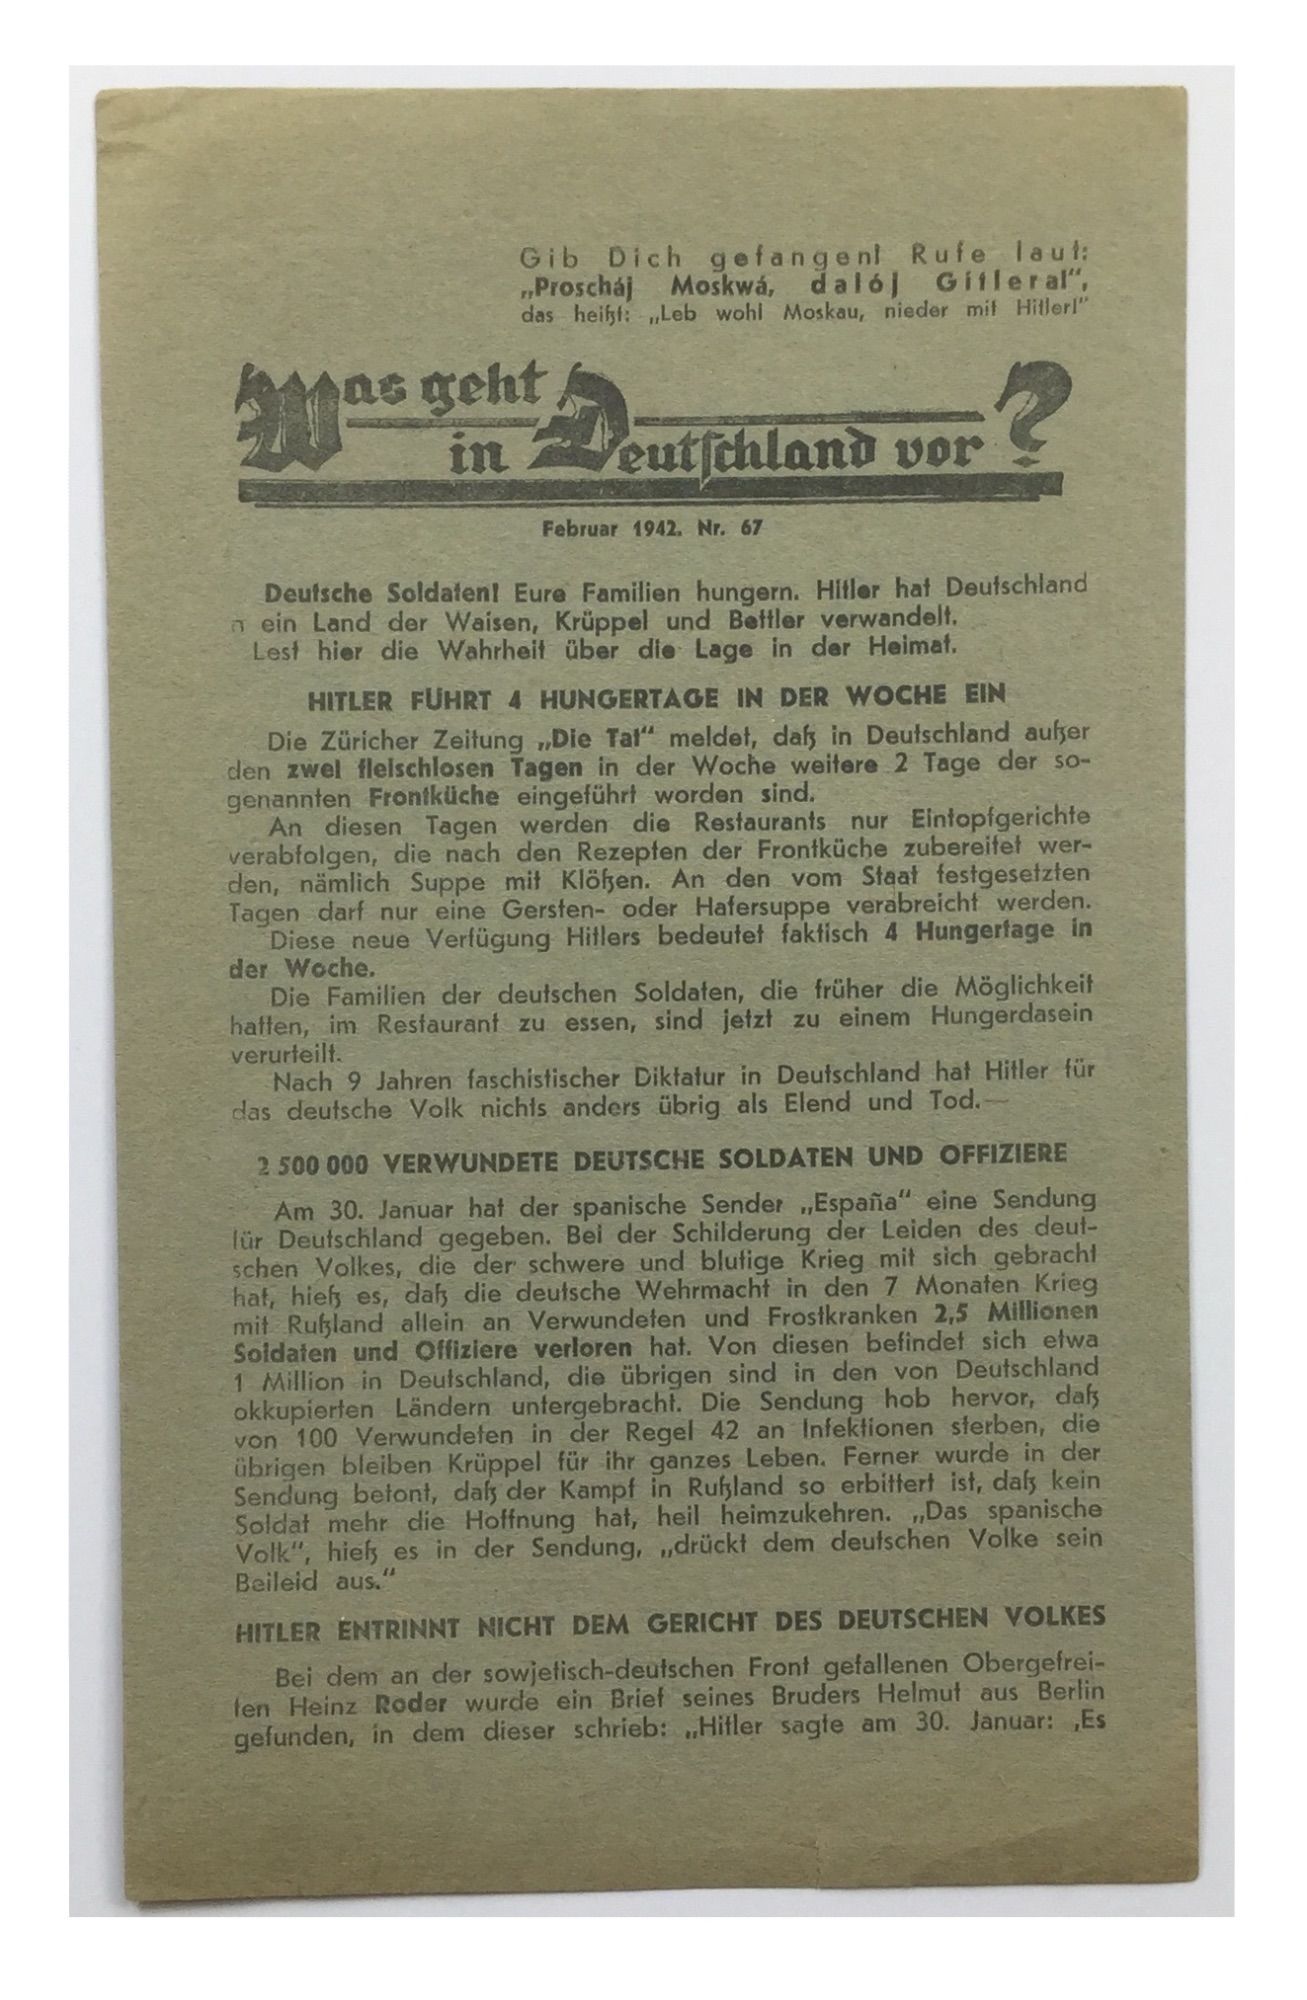 Gib Dich gefangen! Rufe laut:
„Proscháj Moskwá, dalój Gitlera!“,
das heißt: „Leb wohl Moskau, nieder mit Hitler!“
Was geht
in Deutschland vor?
Februar 1942. Nr. 67
Deutsche Soldaten! Eure Familien hungern. Hitler hat Deutschland
n ein Land der Waisen, Krüppel und Bettler verwandelt.
Lest hier die Wahrheit über die Lage in der Heimat.
HITLER FÜHRT 4 HUNGERTAGE IN DER WOCHE EIN
Die Züricher Zeitung „Die Tat“ meldet, daß in Deutschland außer
den zwei fleischlosen Tagen in der Woche weitere 2 Tage der so-
genannten Frontküche eingeführt worden sind.
An diesen Tagen werden die Restaurants nur Eintopfgerichte
verabfolgen, die nach den Rezepten der Frontküche zubereitet wer-
den, nämlich Suppe mit Klößen. An den vom Staat festgesetzten
Tagen darf nur eine Gersten- oder Hafersuppe verabreicht werden.
Diese neue Verfügung Hitlers bedeutet faktisch 4 Hungertage in
der Woche.
Die Familien der deutschen Soldaten, die früher die Möglichkeit
hatten, im Restaurant zu essen, sind jetzt zu einem Hungerdasein
verurteilt.
Nach 9 Jahren faschistischer Diktatur in Deutschland hat Hitler für
das deutsche Volk nichts anders übrig als Elend und Tod.—
2 500 000 VERWUNDETE DEUTSCHE SOLDATEN UND OFFIZIERE
Am 30. Januar hat der spanische Sender „España“ eine Sendung
für Deutschland gegeben. Bei der Schilderung der Leiden des deut-
schen Volkes, die der schwere und blutige Krieg mit sich gebracht
hat, hieß es, daß die deutsche Wehrmacht in den 7 Monaten Krieg
mit Rußland allein an Verwundeten und Frostkranken 2,5 Millionen
Soldaten und Offiziere verloren hat. Von diesen befindet sich etwa
1 Million in Deutschland, die übrigen sind in den von Deutschland
okkupierten Ländern untergebracht. Die Sendung hob hervor, daß
von 100 Verwundeten in der Regel 42 an Infektionen sterben, die
übrigen bleiben Krüppel für ihr ganzes Leben. Ferner wurde in der
Sendung betont, daß der Kampf in Rußland so erbittert ist, daß kein
Soldat mehr die Hoffnung hat, heil heimzukehren. „Das spanische
Volk“, hieß es in der Sendung, „drückt dem deutschen Volke sein
Beileid aus.“
HITLER ENTRINNT NICHT DEM GERICHT DES DEUTSCHEN VOLKES
Bei dem an der sowjetisch-deutschen Front gefallenen Obergefrei-
ten Heinz Roder wurde ein Brief seines Bruders Helmut aus Berlin
gefunden, in dem dieser schrieb: „Hitler sagte am 30. Januar: ‚Es